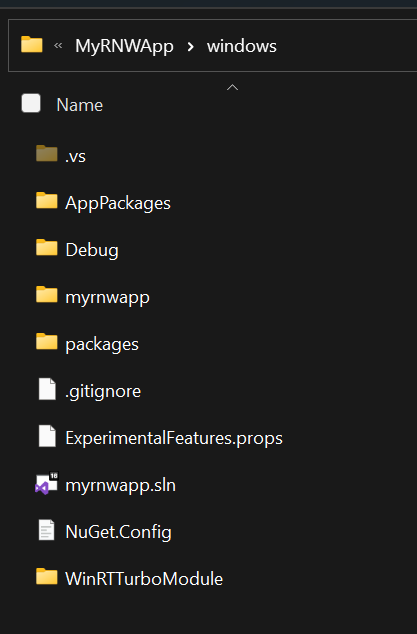 « MyRNWApp > windows
Name
.vs
AppPackages
Debug
myrnwapp
packages
.gitignore
ExperimentalFeatures.props
myrnwapp.sln
NuGet.Config
WinRTTurboModule